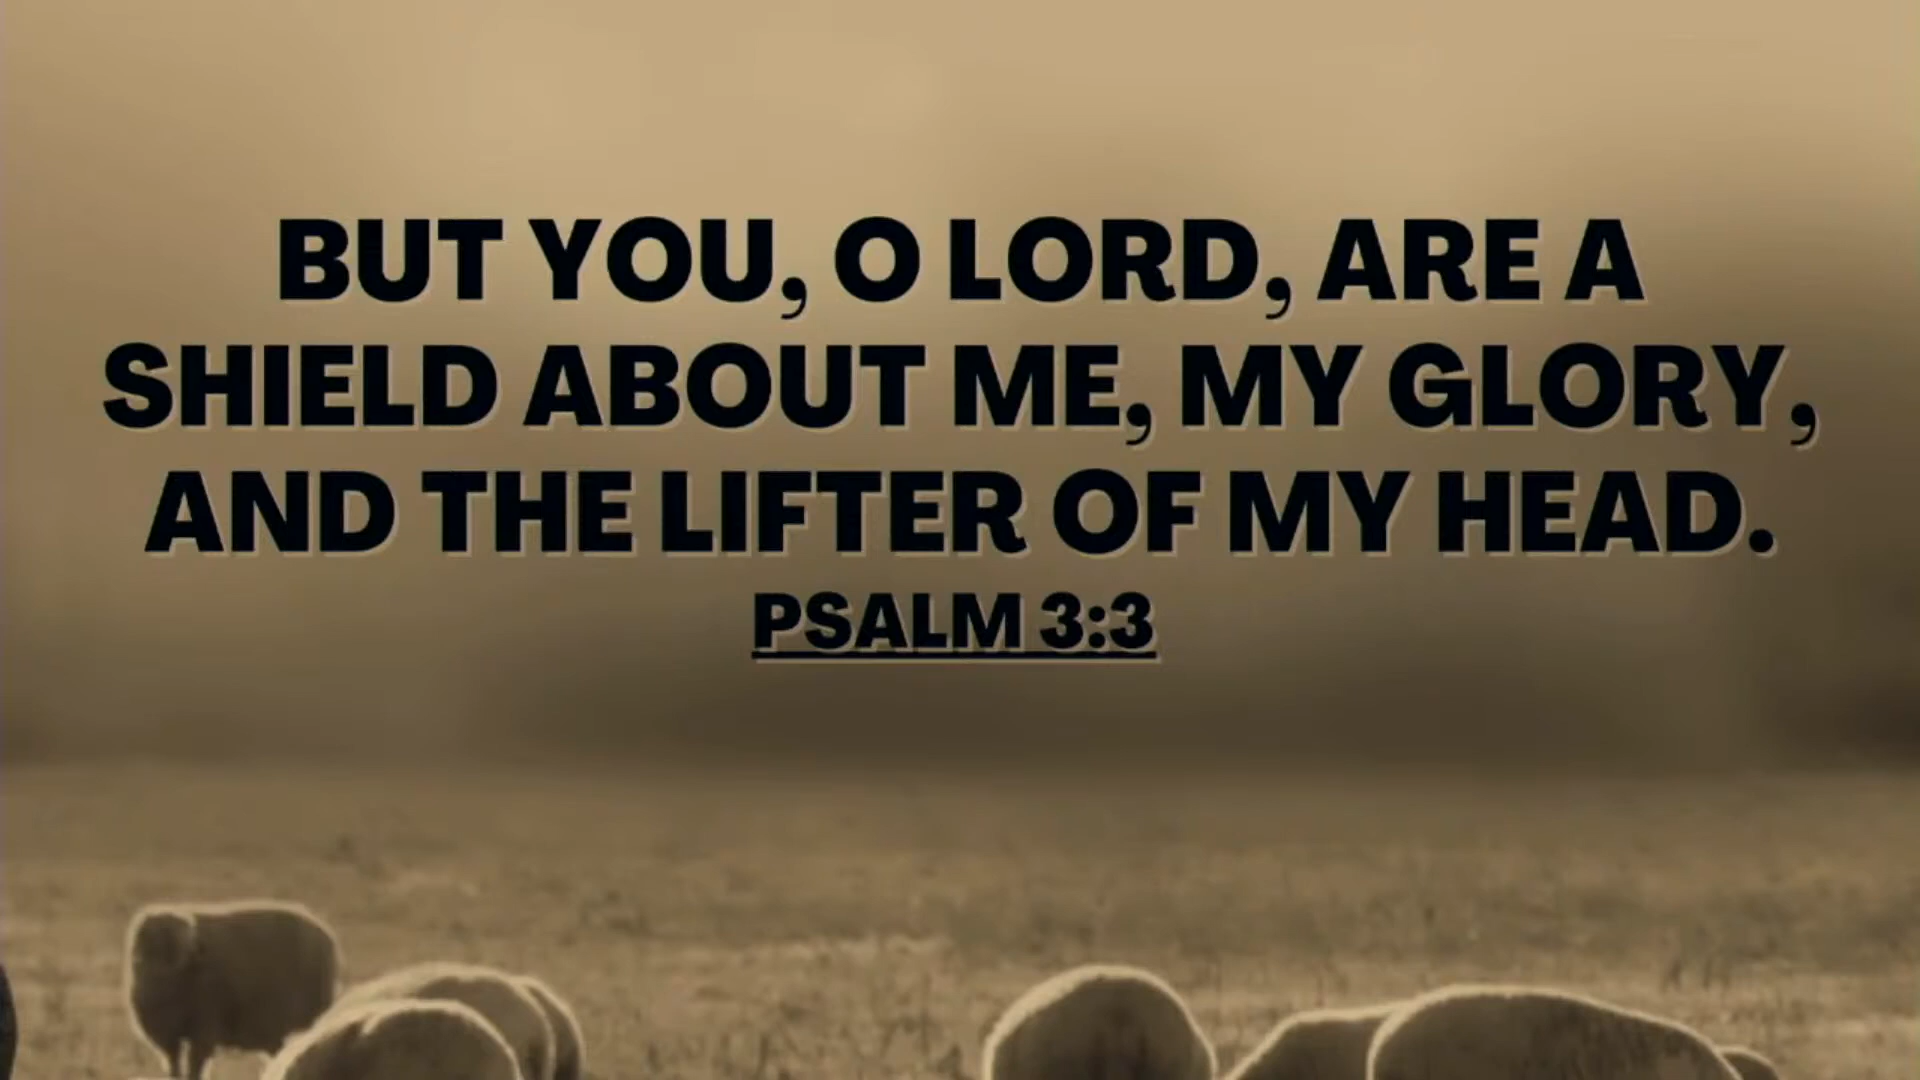 BUT YOU, O LORD, ARE A
SHIELD ABOUT ME, MY GLORY,
AND THE LIFTER OF MY HEAD.
PSALM 3:3